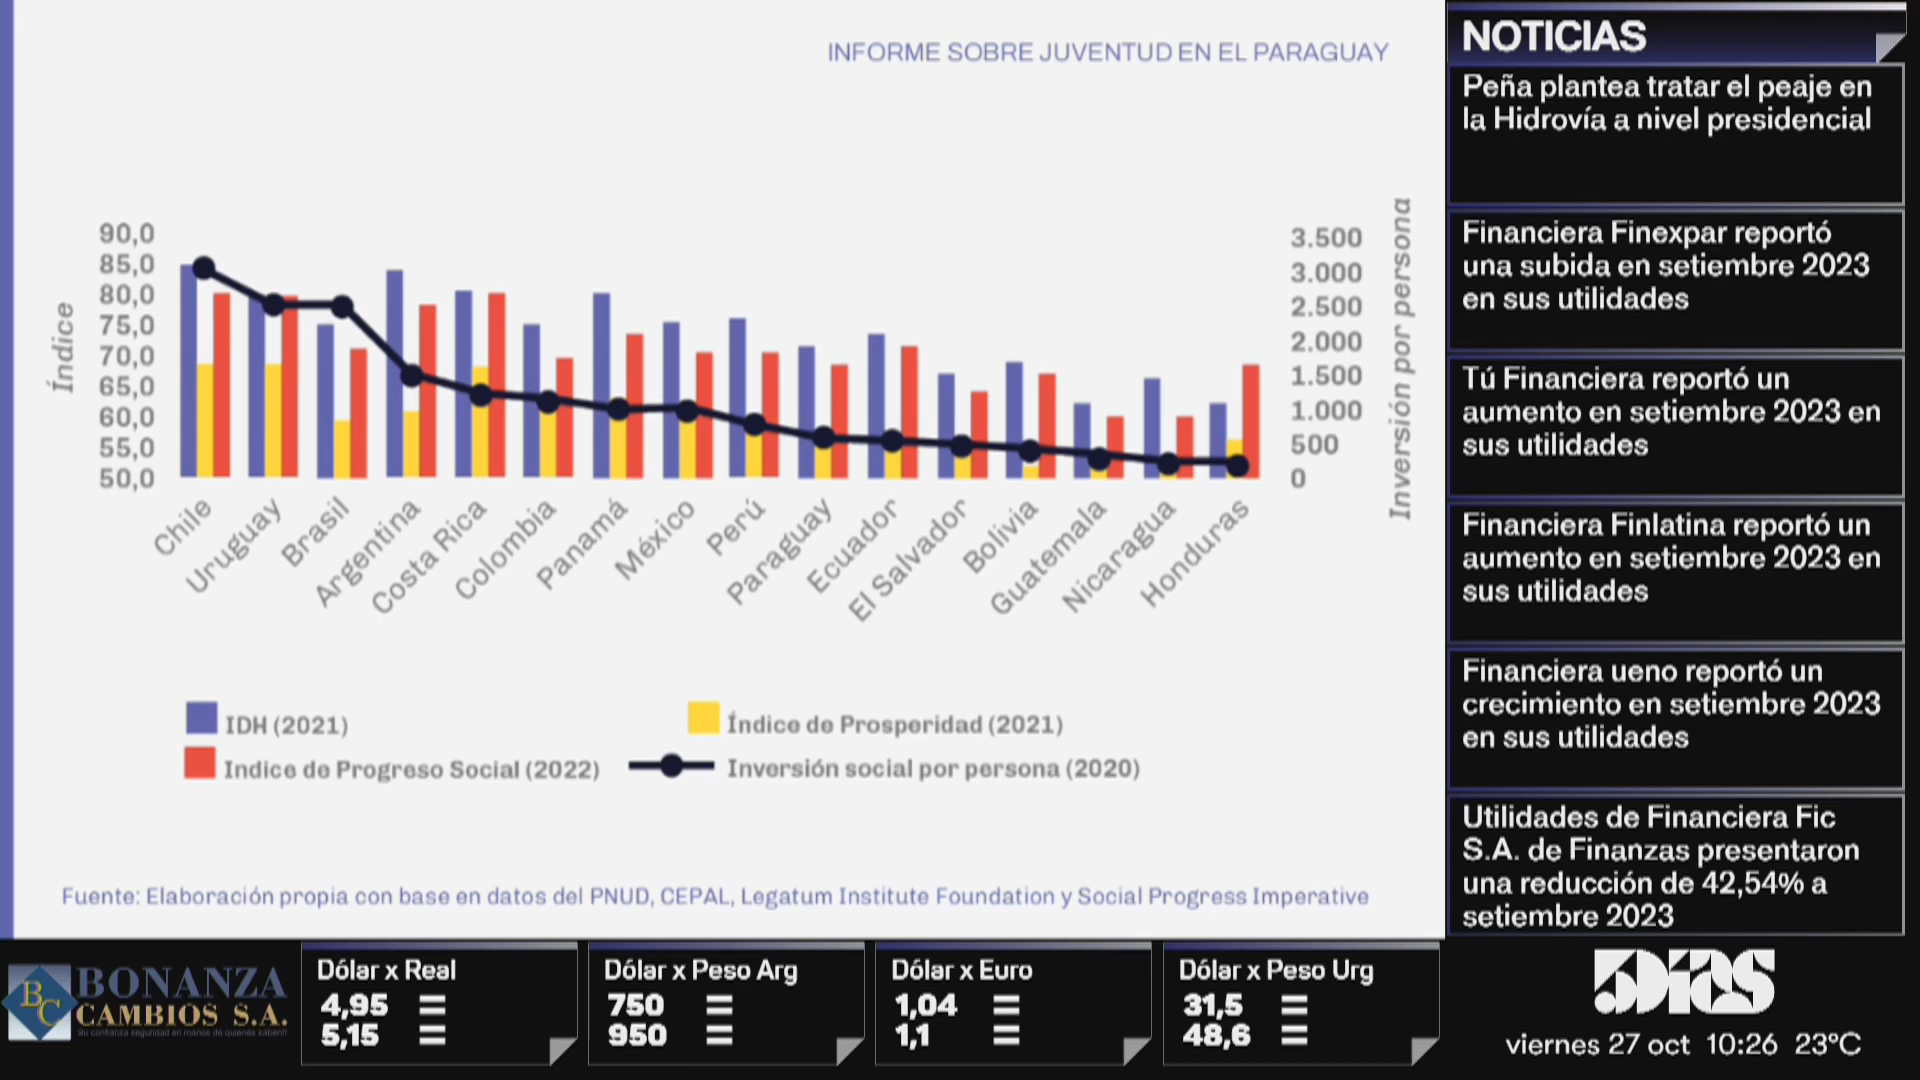 INFORME SOBRE JUVENTUD EN EL PARAGUAY
Índice
90,0
85,0
80,0
75,0
70,0
65,0
60,0
55,0
50,0
3.500
3.000
2.500
2.000
1.500
1.000
500
0
Inversión por persona
Chile
Uruguay
Brasil
Argentina
Costa Rica
Colombia
Panamá
México
Perú
Paraguay
Ecuador
El Salvador
Bolivia
Guatemala
Nicaragua
Honduras
IDH (2021)
Índice de Prosperidad (2021)
Indice de Progreso Social (2022)
Inversión social por persona (2020)
Fuente: Elaboración propia con base en datos del PNUD, CEPAL, Legatum Institute Foundation y Social Progress Imperative
NOTICIAS
Peña plantea tratar el peaje en
la Hidrovía a nivel presidencial
Financiera Finexpar reportó
una subida en setiembre 2023
en sus utilidades
Tú Financiera reportó un
aumento en setiembre 2023 en
sus utilidades
Financiera Finlatina reportó un
aumento en setiembre 2023 en
sus utilidades
Financiera ueno reportó un
crecimiento en setiembre 2023
en sus utilidades
Utilidades de Financiera Fic
S.A. de Finanzas presentaron
una reducción de 42,54% a
setiembre 2023
BC
BONANZA
CAMBIOS S.A.
Su confianza seguridad en manos de quienes saben!!
Dólar x Real
4,95
5,15
Dólar x Peso Arg
750
950
Dólar x Euro
1,04
1,1
Dólar x Peso Urg
31,5
48,6
5Días
viernes 27 oct 10:26 23°C